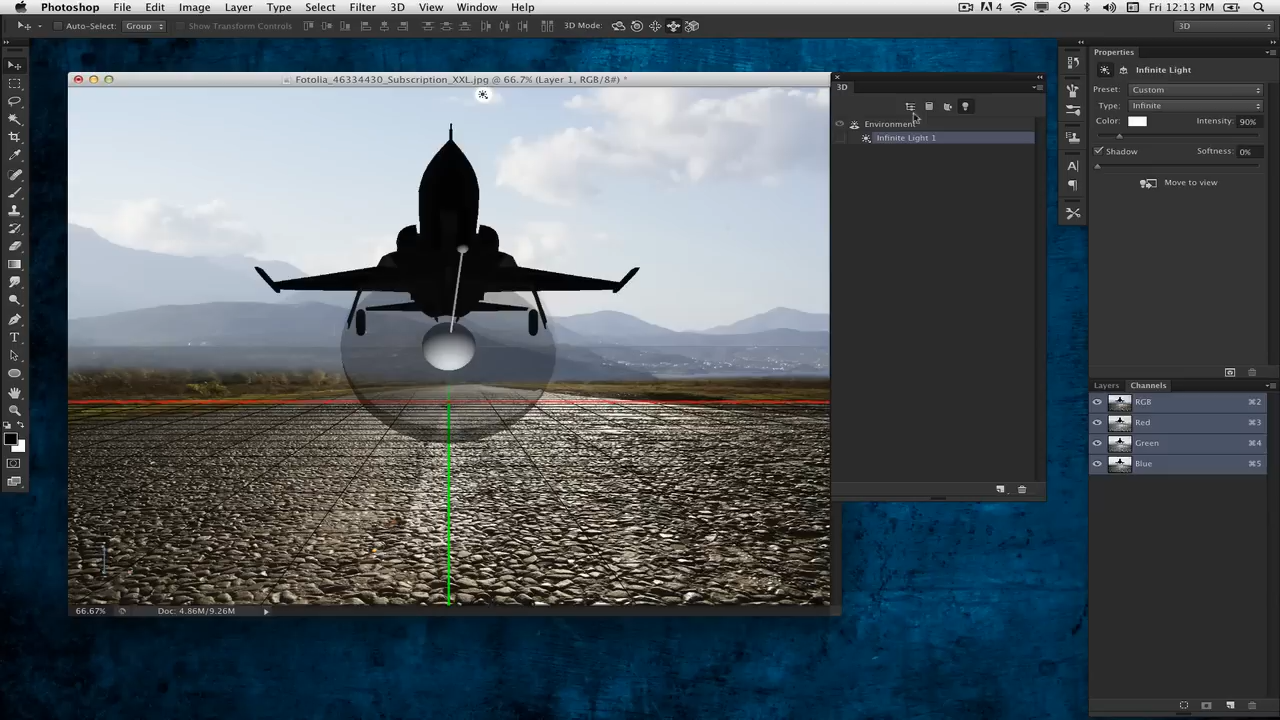 Photoshop File Edit Image Layer Type Select Filter 3D View Window Help 4 Fri 12:13 PM
Auto-Select: Group Show Transform Controls 3D Mode: 3D
Fotolia_46334430_Subscription_XXL.jpg @ 66.7% (Layer 1, RGB/8#) *
3D
Environment
Infinite Light 1
Properties
Infinite Light
Preset: Custom
Type: Infinite
Color: Intensity: 90%
Shadow Softness: 0%
Move to view
Layers Channels
RGB ⌘2
Red ⌘3
Green ⌘4
Blue ⌘5
66.67% Doc: 4.86M/9.26M